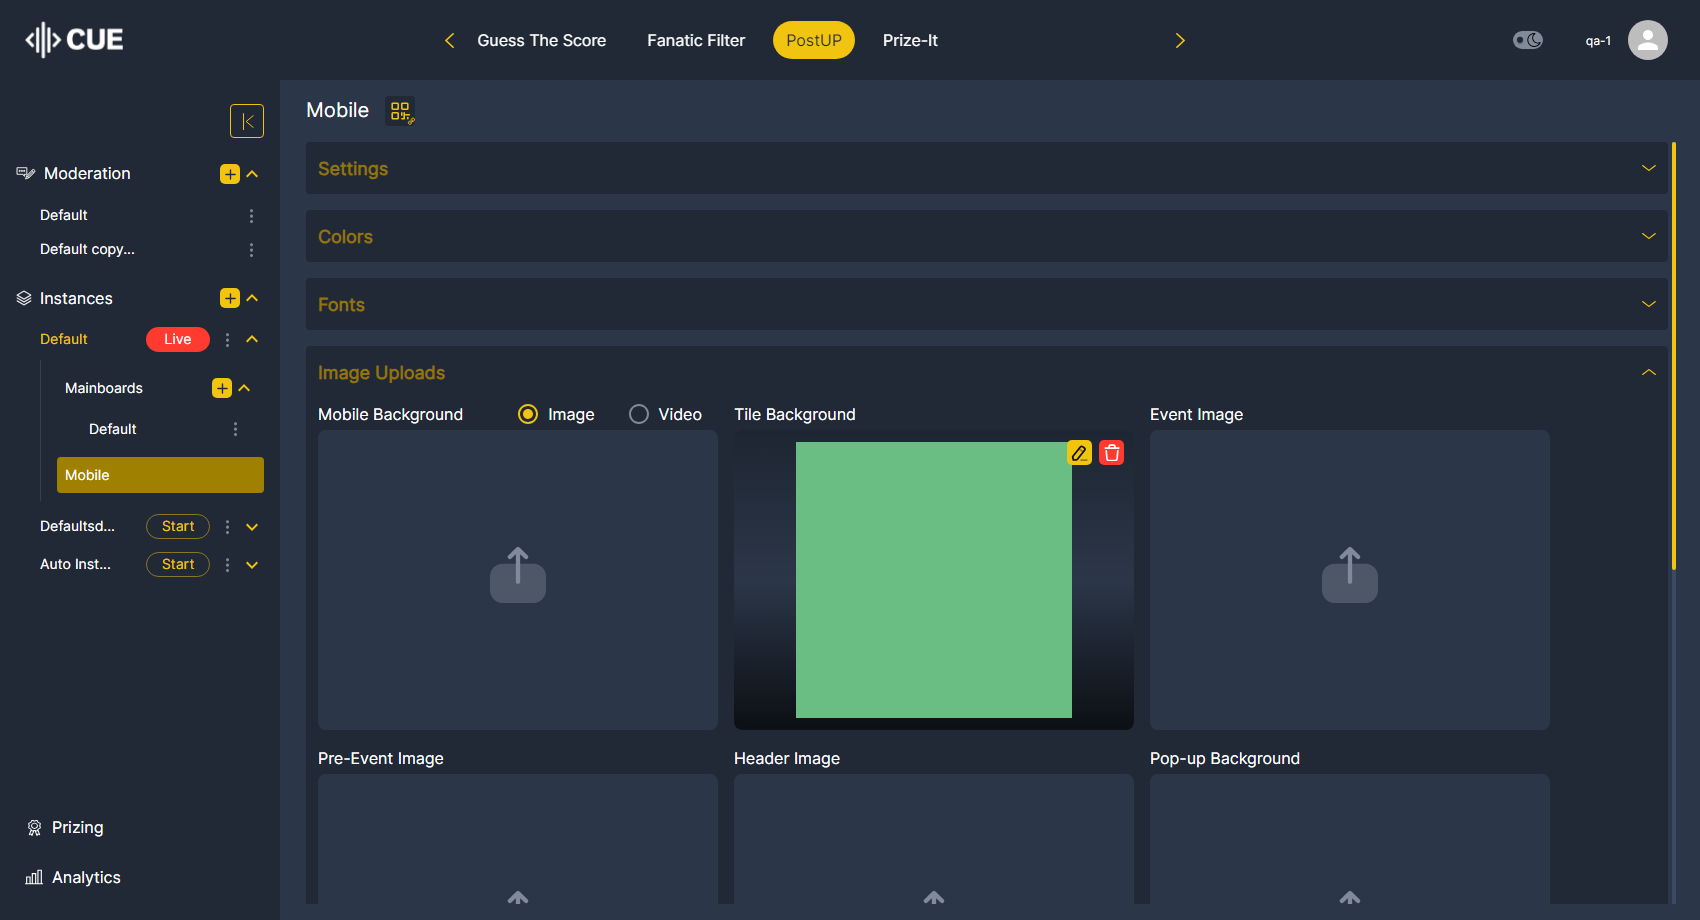 CUE
Guess The Score
Fanatic Filter
PostUP
Prize-It
qa-1
Moderation
Default
Default copy...
Instances
Default
Live
Mainboards
Default
Mobile
Defaultsd...
Start
Auto Inst...
Start
Prizing
Analytics
Mobile
Settings
Colors
Fonts
Image Uploads
Mobile Background
Image
Video
Tile Background
Event Image
Pre-Event Image
Header Image
Pop-up Background